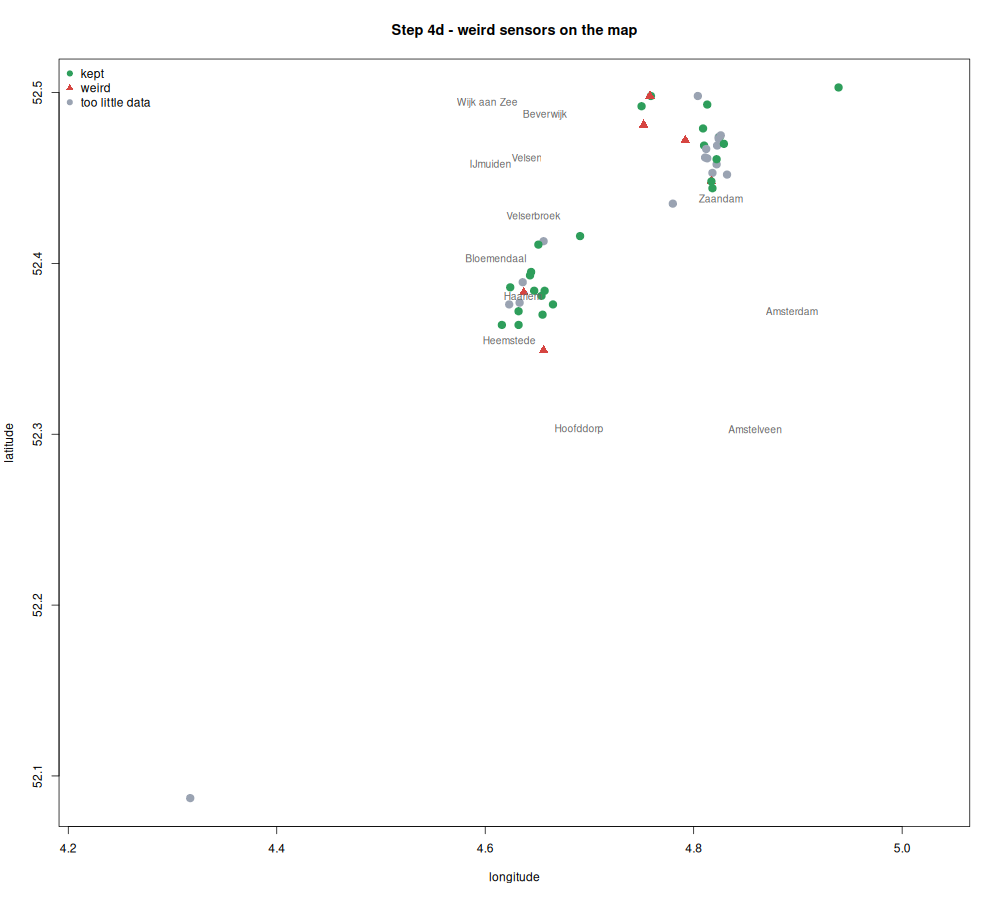 Step 4d - weird sensors on the map
kept
weird
too little data
Wijk aan Zee
Beverwijk
Velsen
IJmuiden
Zaandam
Velserbroek
Bloemendaal
Haarlem
Amsterdam
Heemstede
Hoofddorp
Amstelveen
52.5
52.4
52.3
52.2
52.1
latitude
4.2 4.4 4.6 4.8 5.0
longitude